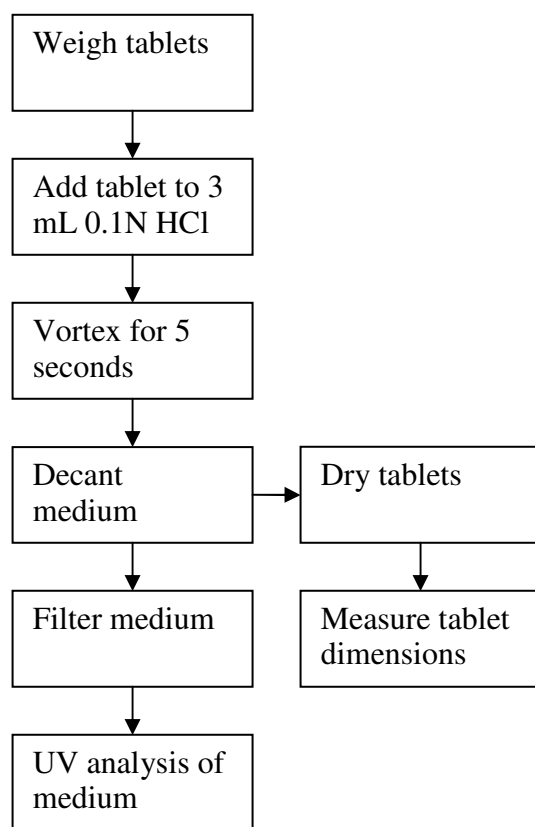 Weigh tablets
Add tablet to 3
mL 0.1N HCl
Vortex for 5
seconds
Decant
medium
Dry tablets
Filter medium
Measure tablet
dimensions
UV analysis of
medium